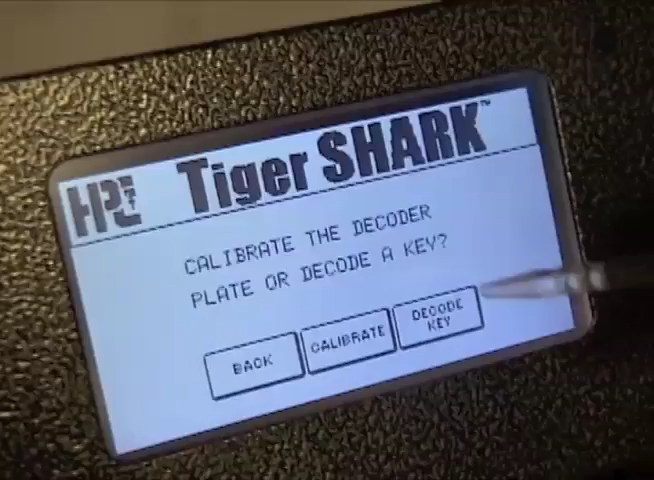 HPC Tiger SHARK™
CALIBRATE THE DECODER
PLATE OR DECODE A KEY?
BACK
CALIBRATE
DECODE
KEY